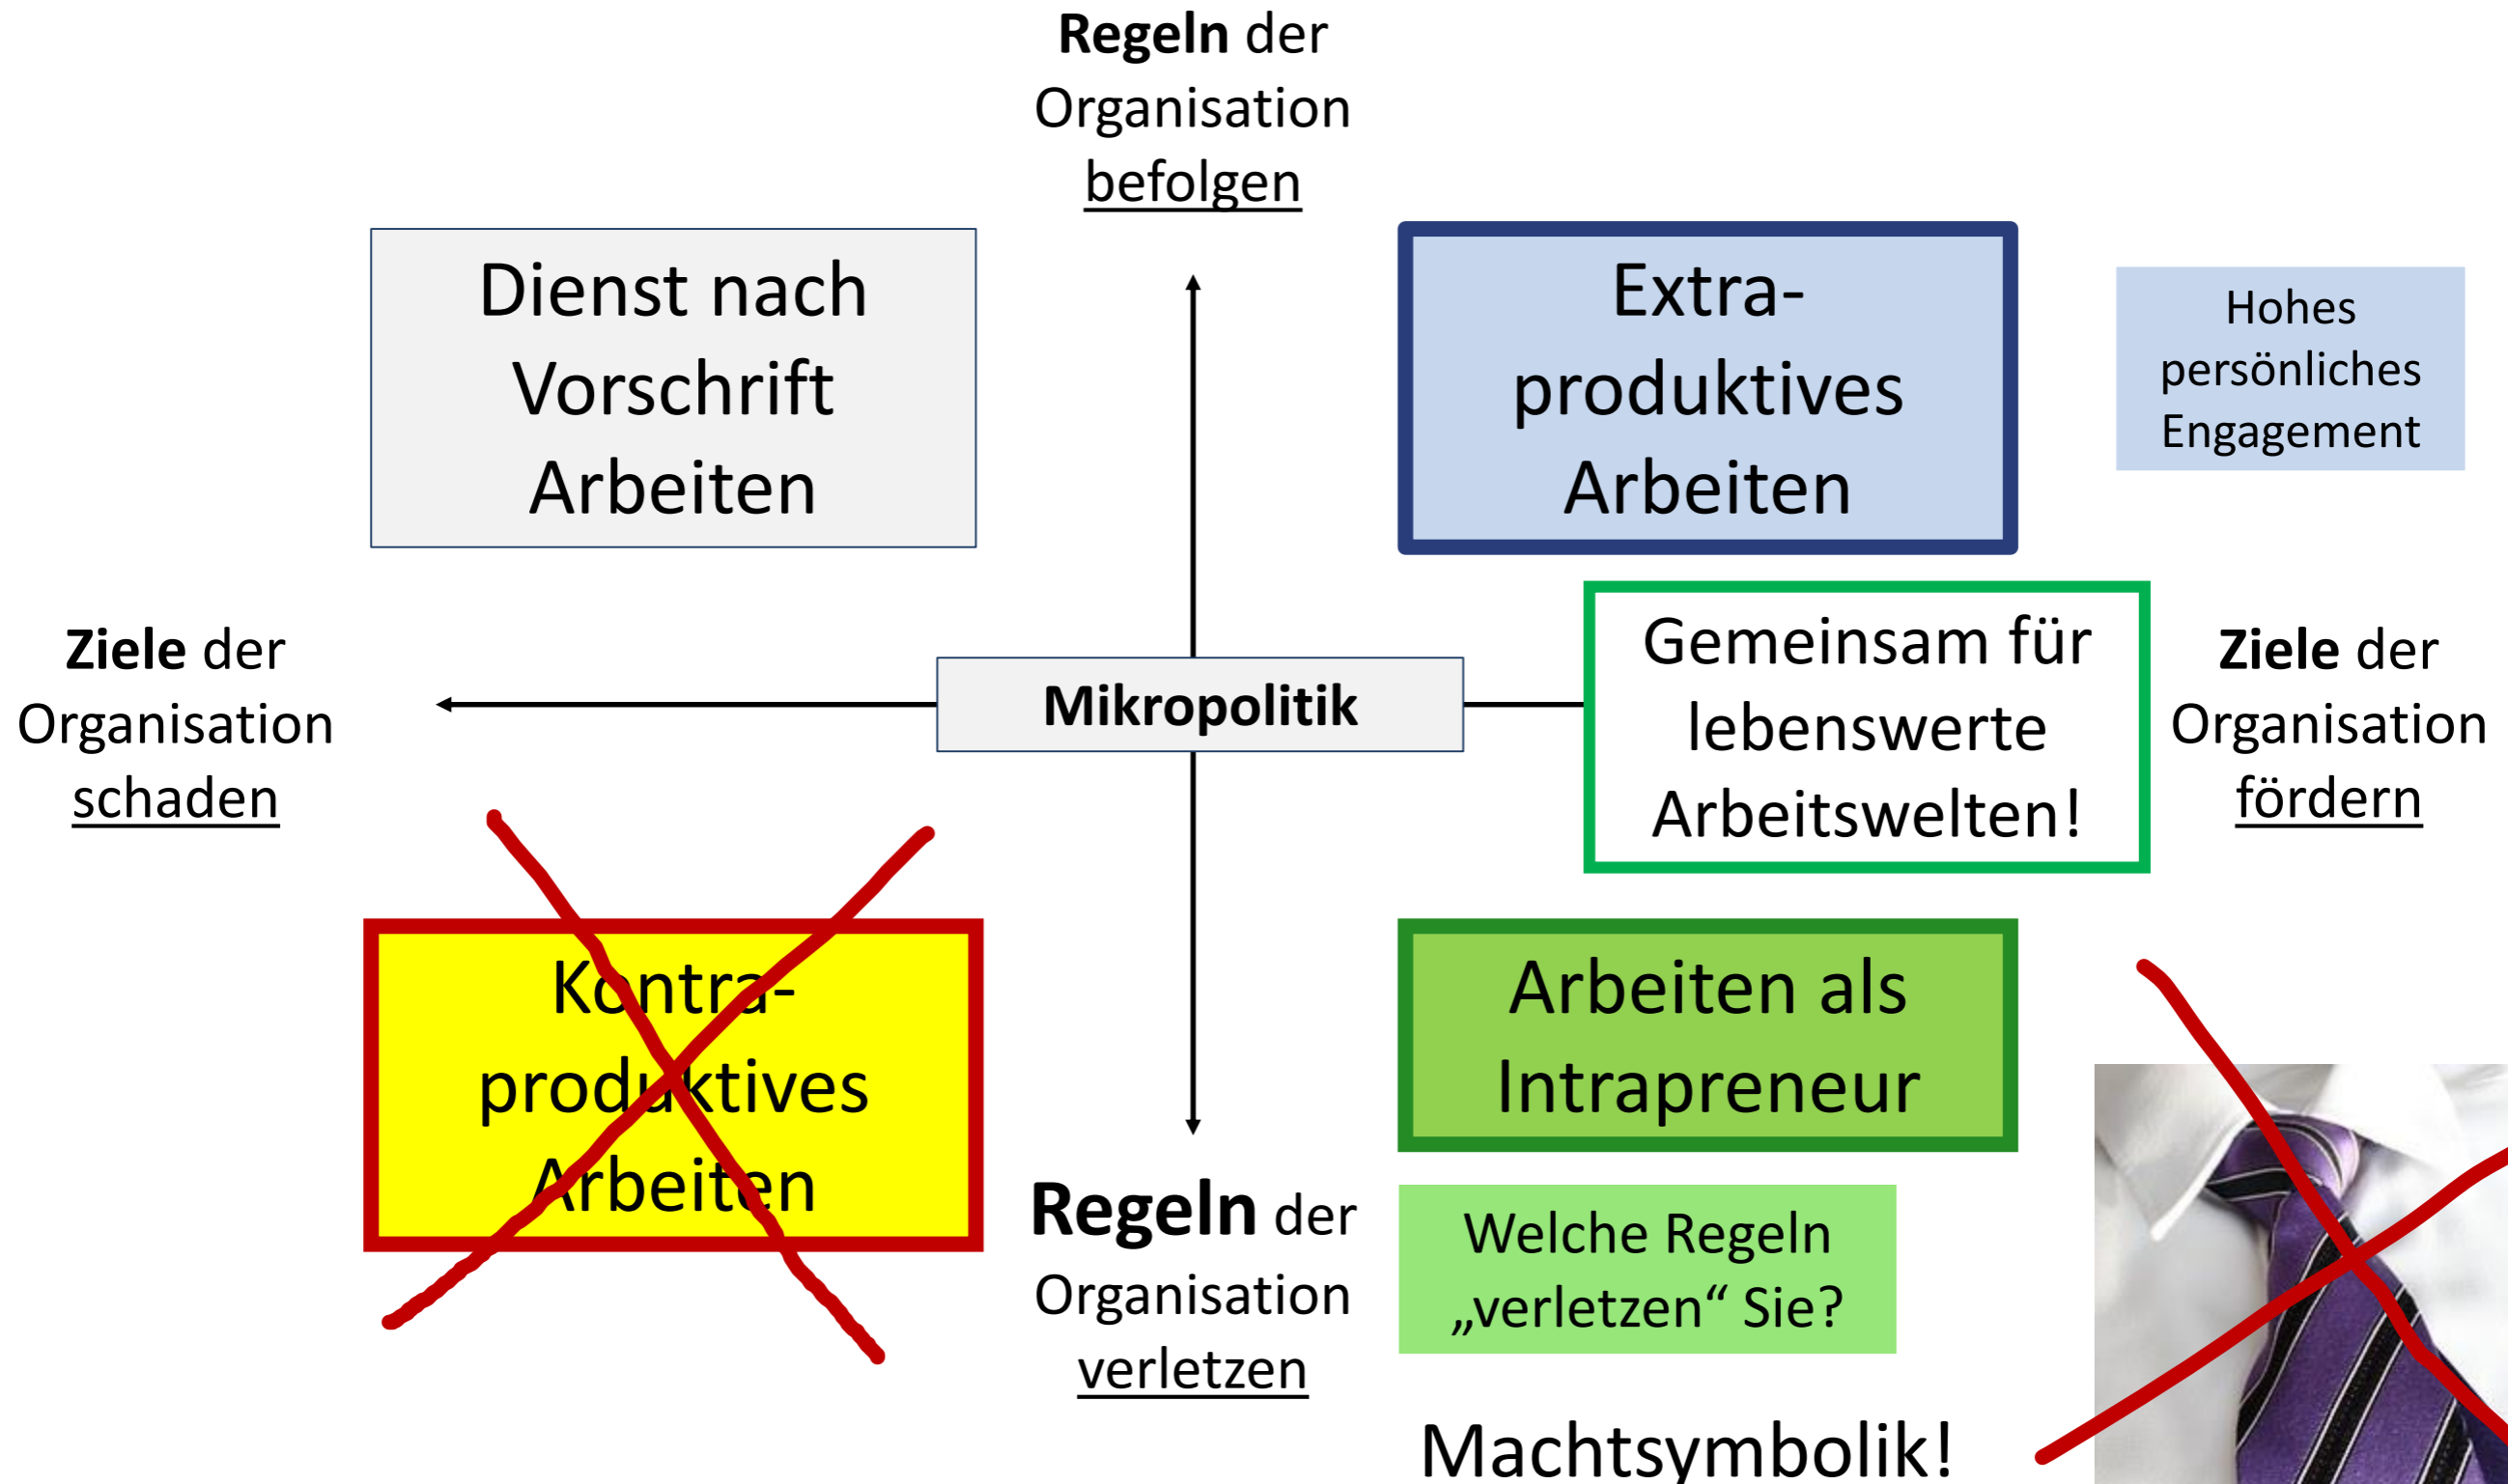 Regeln der
Organisation
befolgen
Dienst nach
Vorschrift
Arbeiten
Extra-
produktives
Arbeiten
Hohes
persönliches
Engagement
Ziele der
Organisation
schaden
Mikropolitik
Gemeinsam für
lebenswerte
Arbeitswelten!
Ziele der
Organisation
fördern
Kontra-
produktives
Arbeiten
Arbeiten als
Intrapreneur
Regeln der
Organisation
verletzen
Welche Regeln
„verletzen“ Sie?
Machtsymbolik!